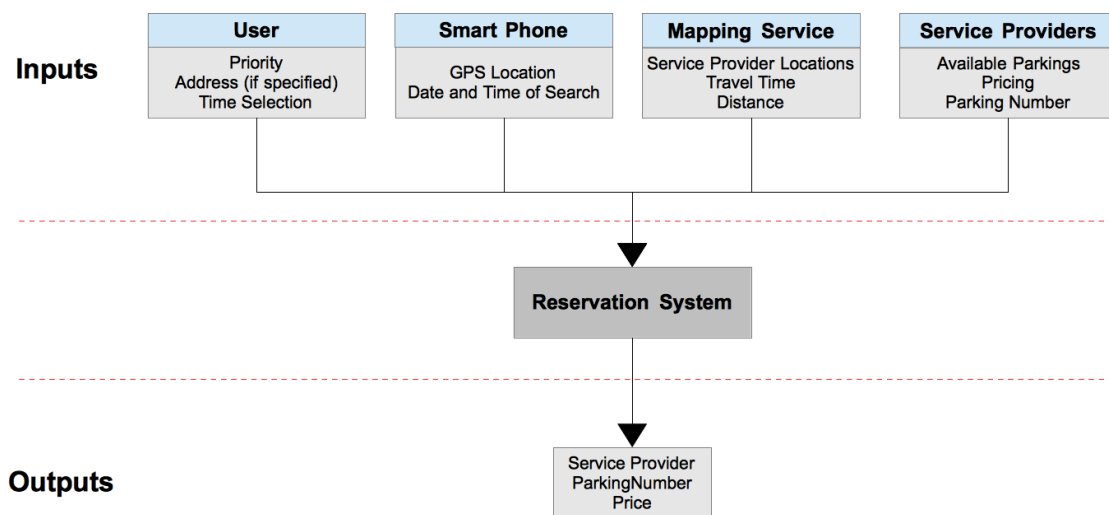 Inputs
User
Priority
Address (if specified)
Time Selection
Smart Phone
GPS Location
Date and Time of Search
Mapping Service
Service Provider Locations
Travel Time
Distance
Service Providers
Available Parkings
Pricing
Parking Number
Reservation System
Outputs
Service Provider
ParkingNumber
Price